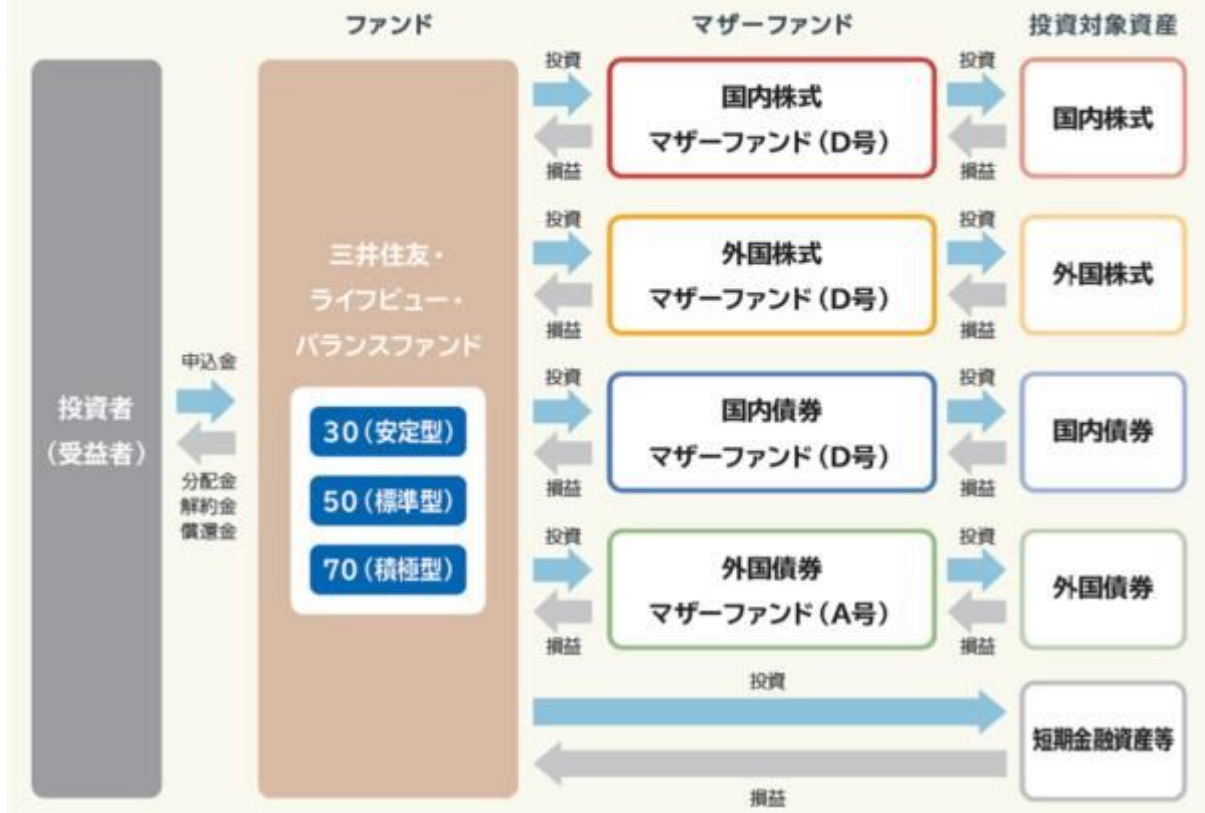 ファンド
マザーファンド
投資対象資産
投資者
（受益者）
申込金
分配金
解約金
償還金
三井住友・
ライフビュー・
バランスファンド
30（安定型）
50（標準型）
70（積極型）
投資
損益
国内株式
マザーファンド（D号）
投資
損益
国内株式
投資
損益
外国株式
マザーファンド（D号）
投資
損益
外国株式
投資
損益
国内債券
マザーファンド（D号）
投資
損益
国内債券
投資
損益
外国債券
マザーファンド（A号）
投資
損益
外国債券
投資
損益
短期金融資産等